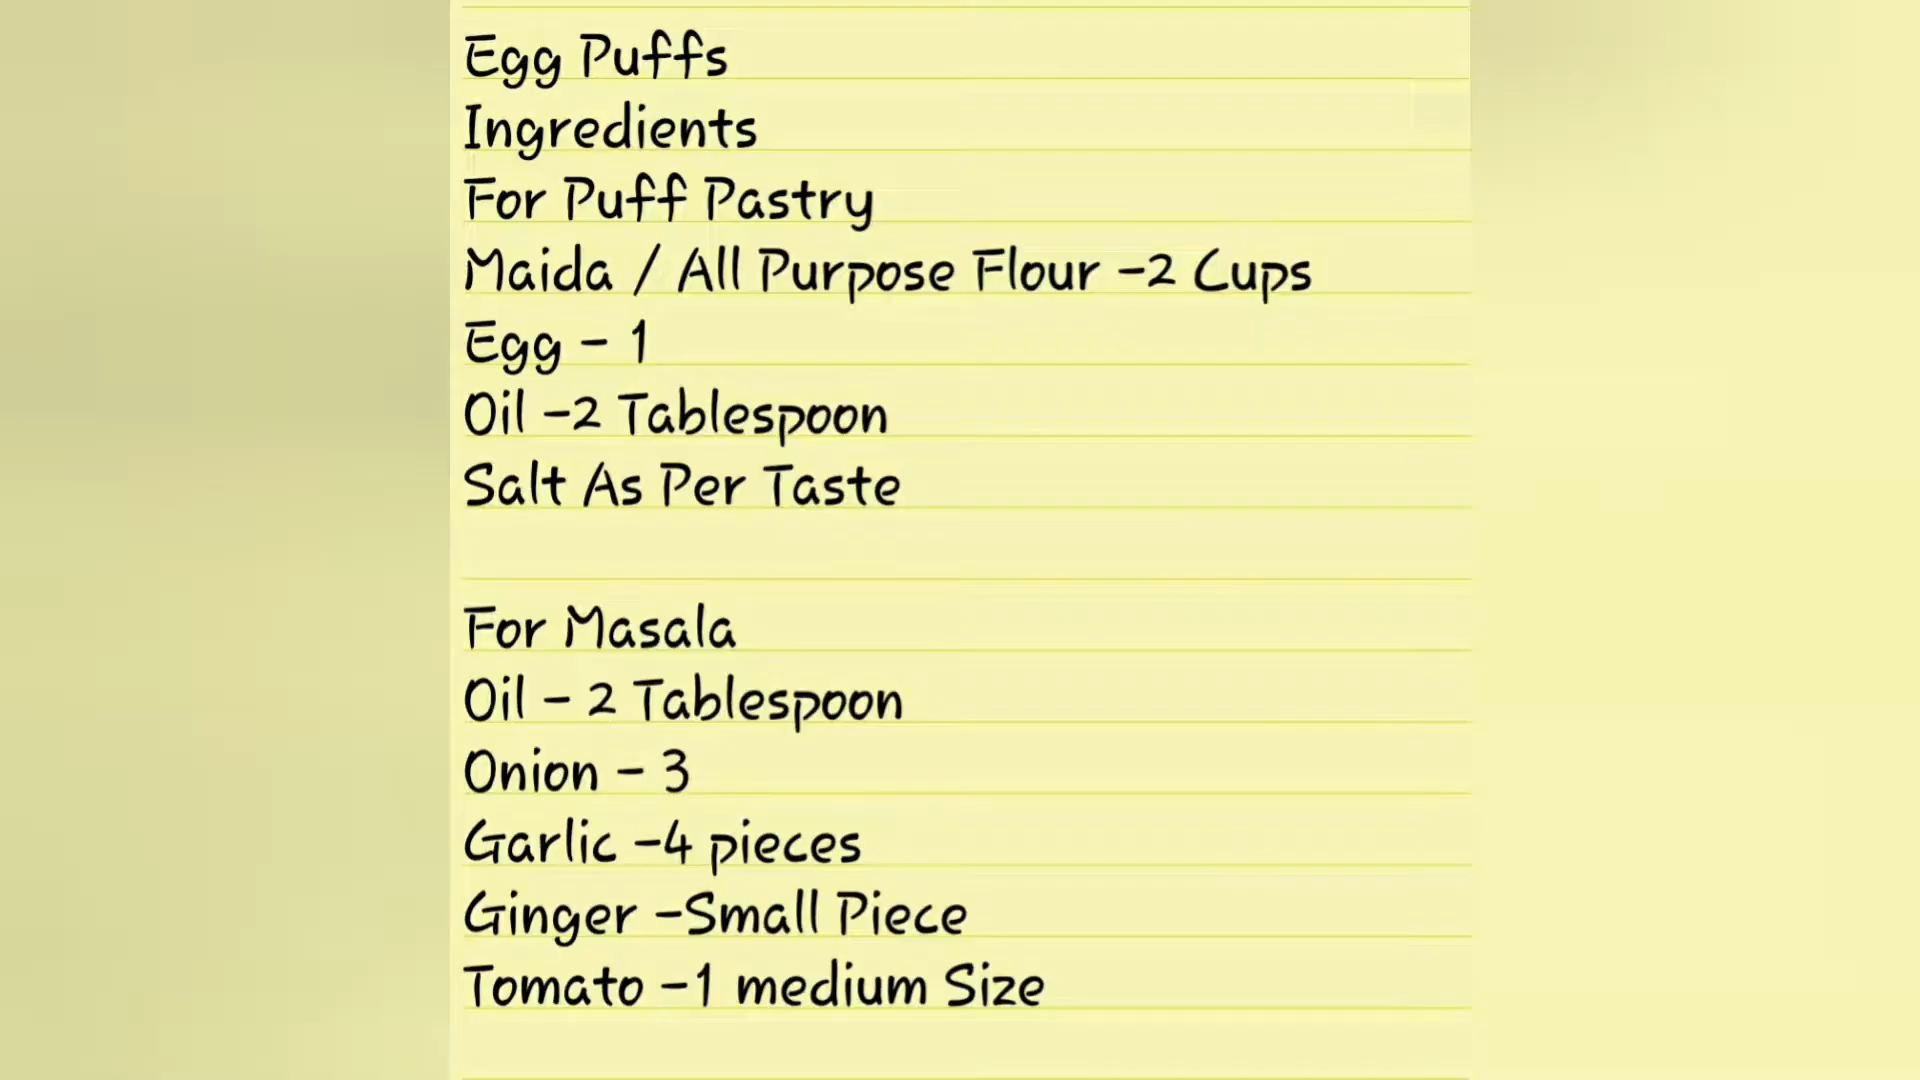 Egg Puffs
Ingredients
For Puff Pastry
Maida / All Purpose Flour -2 Cups
Egg - 1
Oil -2 Tablespoon
Salt As Per Taste
For Masala
Oil - 2 Tablespoon
Onion - 3
Garlic -4 pieces
Ginger -Small Piece
Tomato -1 medium Size